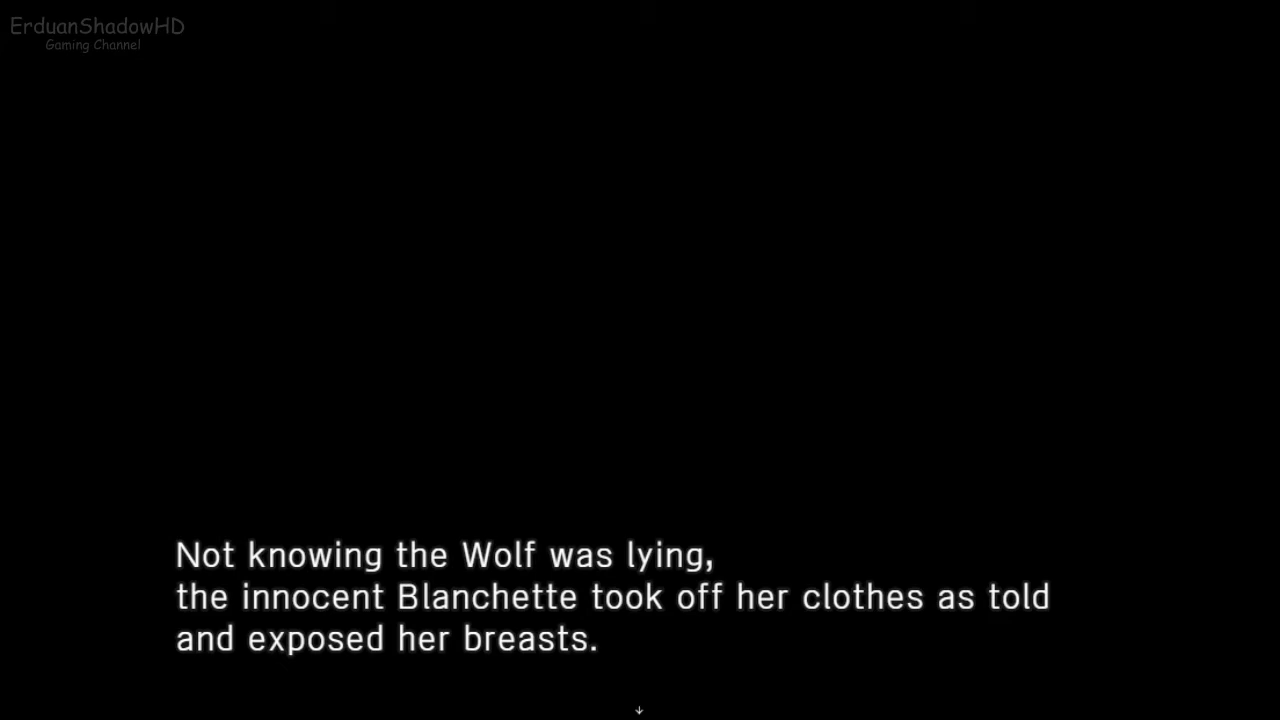 ErduanShadowHD
Gaming Channel
Not knowing the Wolf was lying,
the innocent Blanchette took off her clothes as told
and exposed her breasts.